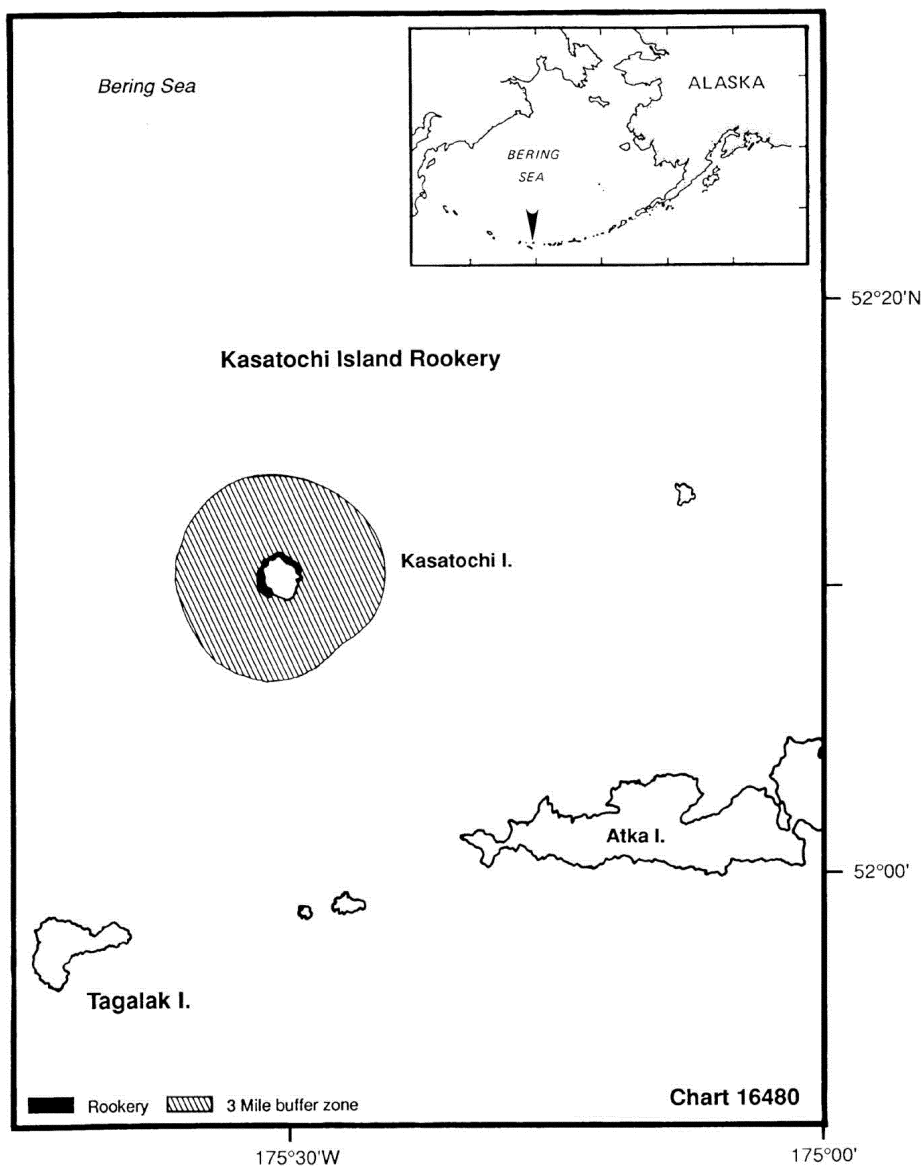 Bering Sea
ALASKA
BERING
SEA
52°20'N
Kasatochi Island Rookery
Kasatochi I.
Atka I.
52°00'
Tagalak I.
Rookery
3 Mile buffer zone
Chart 16480
175°30'W
175°00'